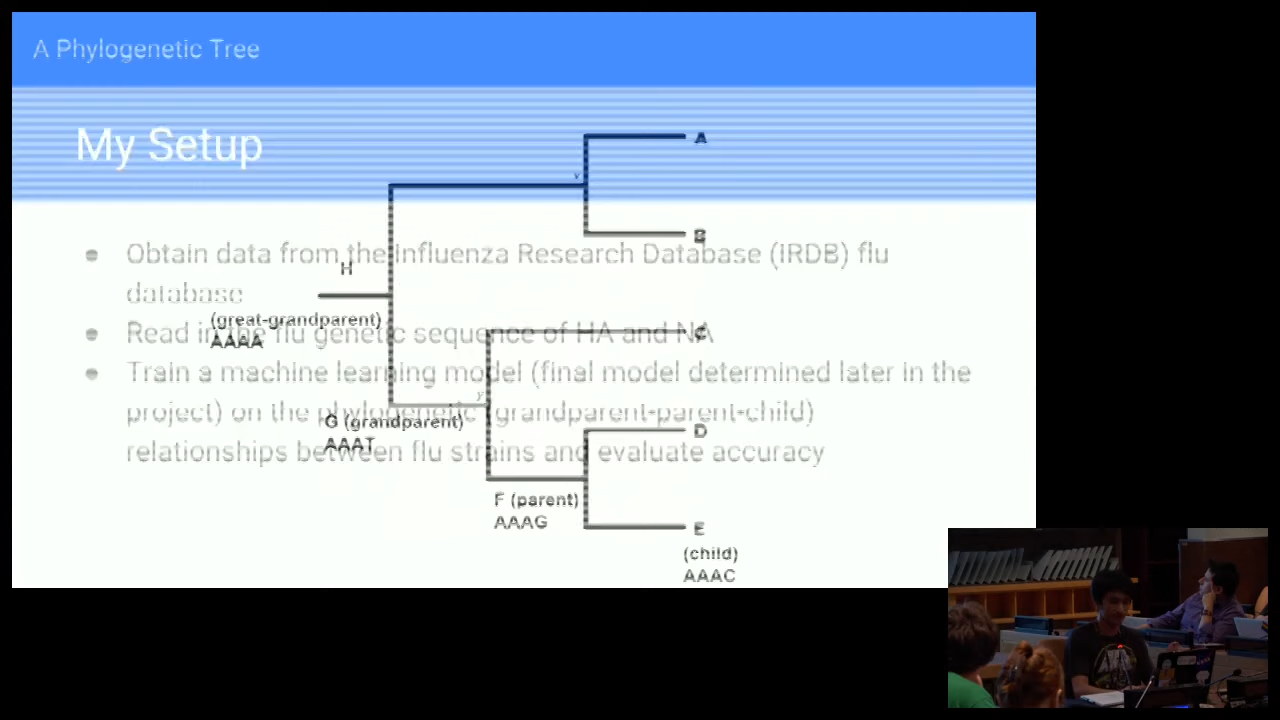 A Phylogenetic Tree
My Setup
A
v
B
Obtain data from the Influenza Research Database (IRDB) flu
database
H
(great-grandparent)
AAAA
Read in the flu genetic sequence of HA and NA
C
Train a machine learning model (final model determined later in the
project) on the phylogenetic (grandparent-parent-child)
relationships between flu strains and evaluate accuracy
y
G (grandparent)
AAAT
D
F (parent)
AAAG
E
(child)
AAAC